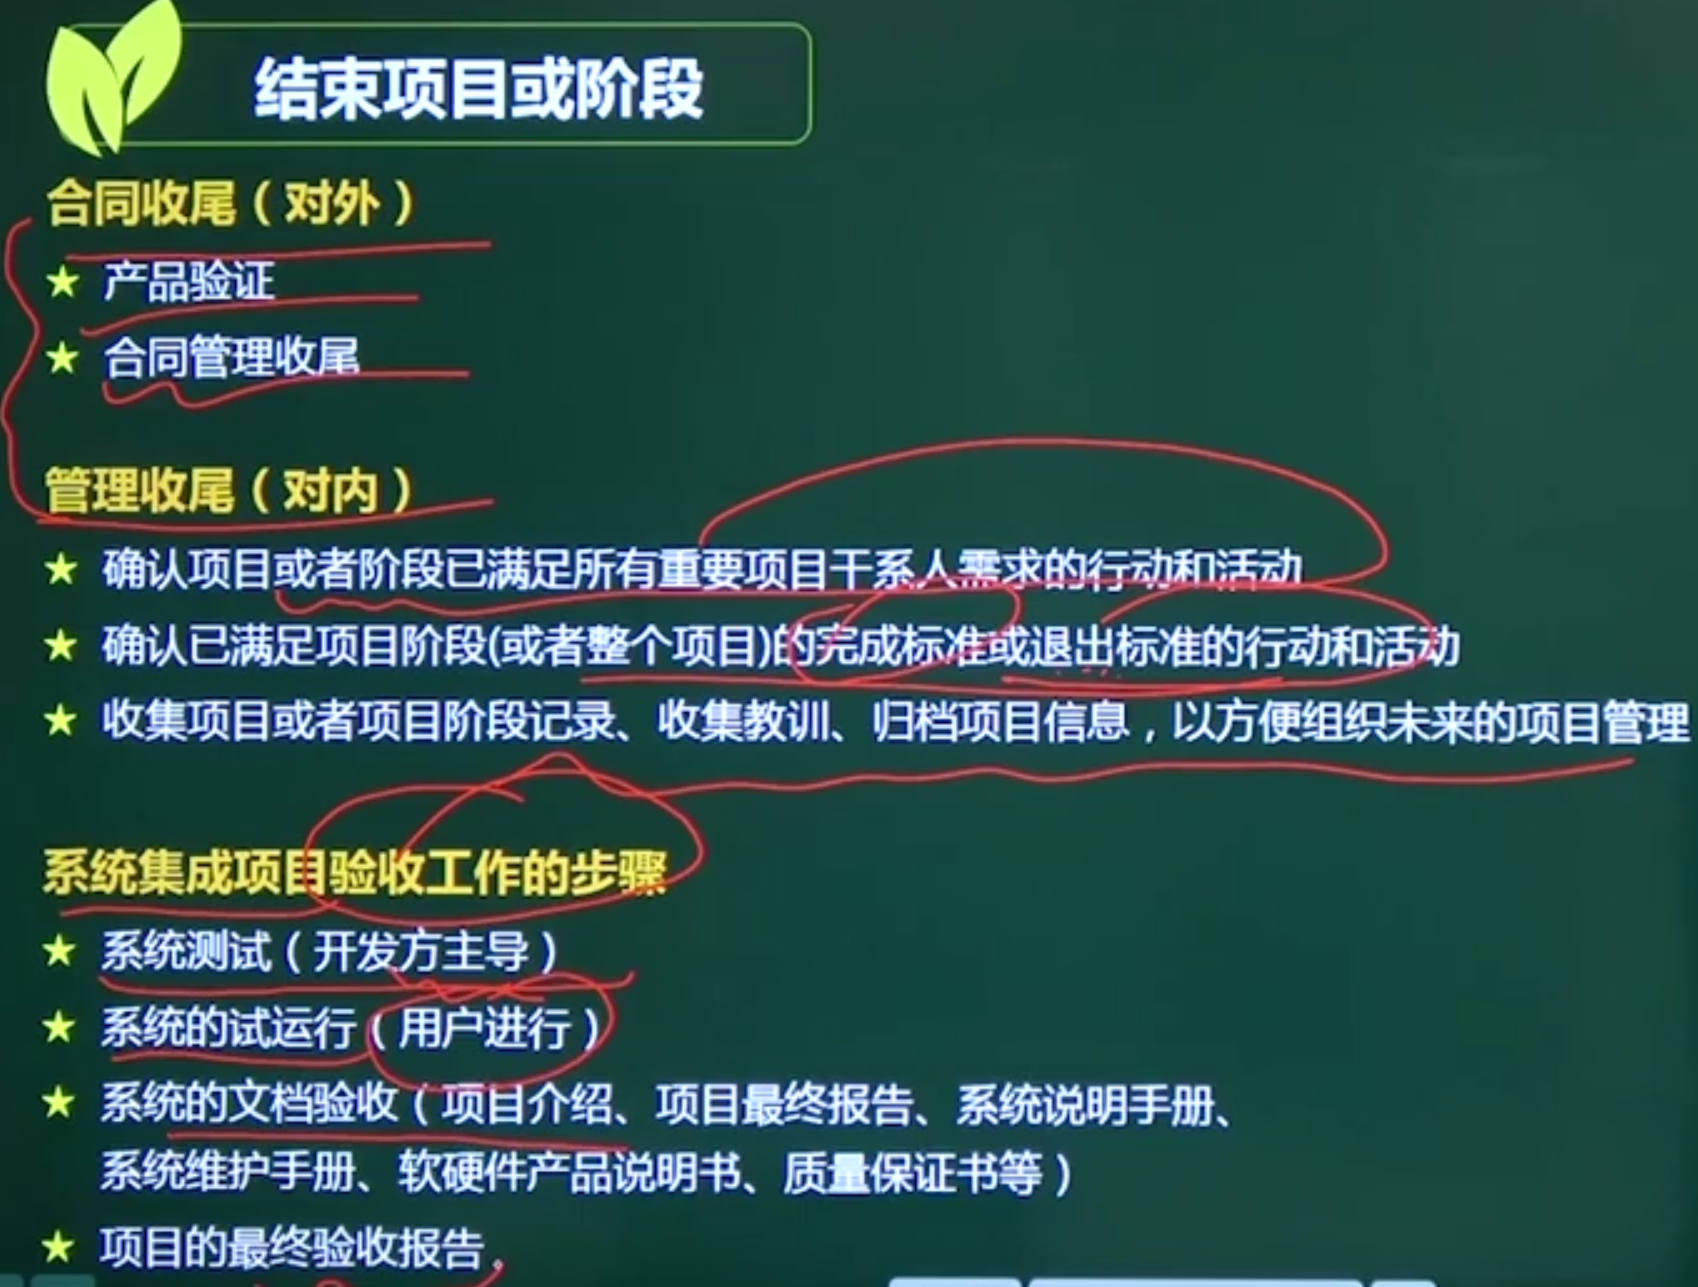 结束项目或阶段
合同收尾（对外）
★ 产品验证
★ 合同管理收尾
管理收尾（对内）
★ 确认项目或者阶段已满足所有重要项目干系人需求的行动和活动
★ 确认已满足项目阶段(或者整个项目)的完成标准或退出标准的行动和活动
★ 收集项目或者项目阶段记录、收集教训、归档项目信息，以方便组织未来的项目管理
系统集成项目验收工作的步骤
★ 系统测试（开发方主导）
★ 系统的试运行（用户进行）
★ 系统的文档验收（项目介绍、项目最终报告、系统说明手册、
系统维护手册、软硬件产品说明书、质量保证书等）
★ 项目的最终验收报告。